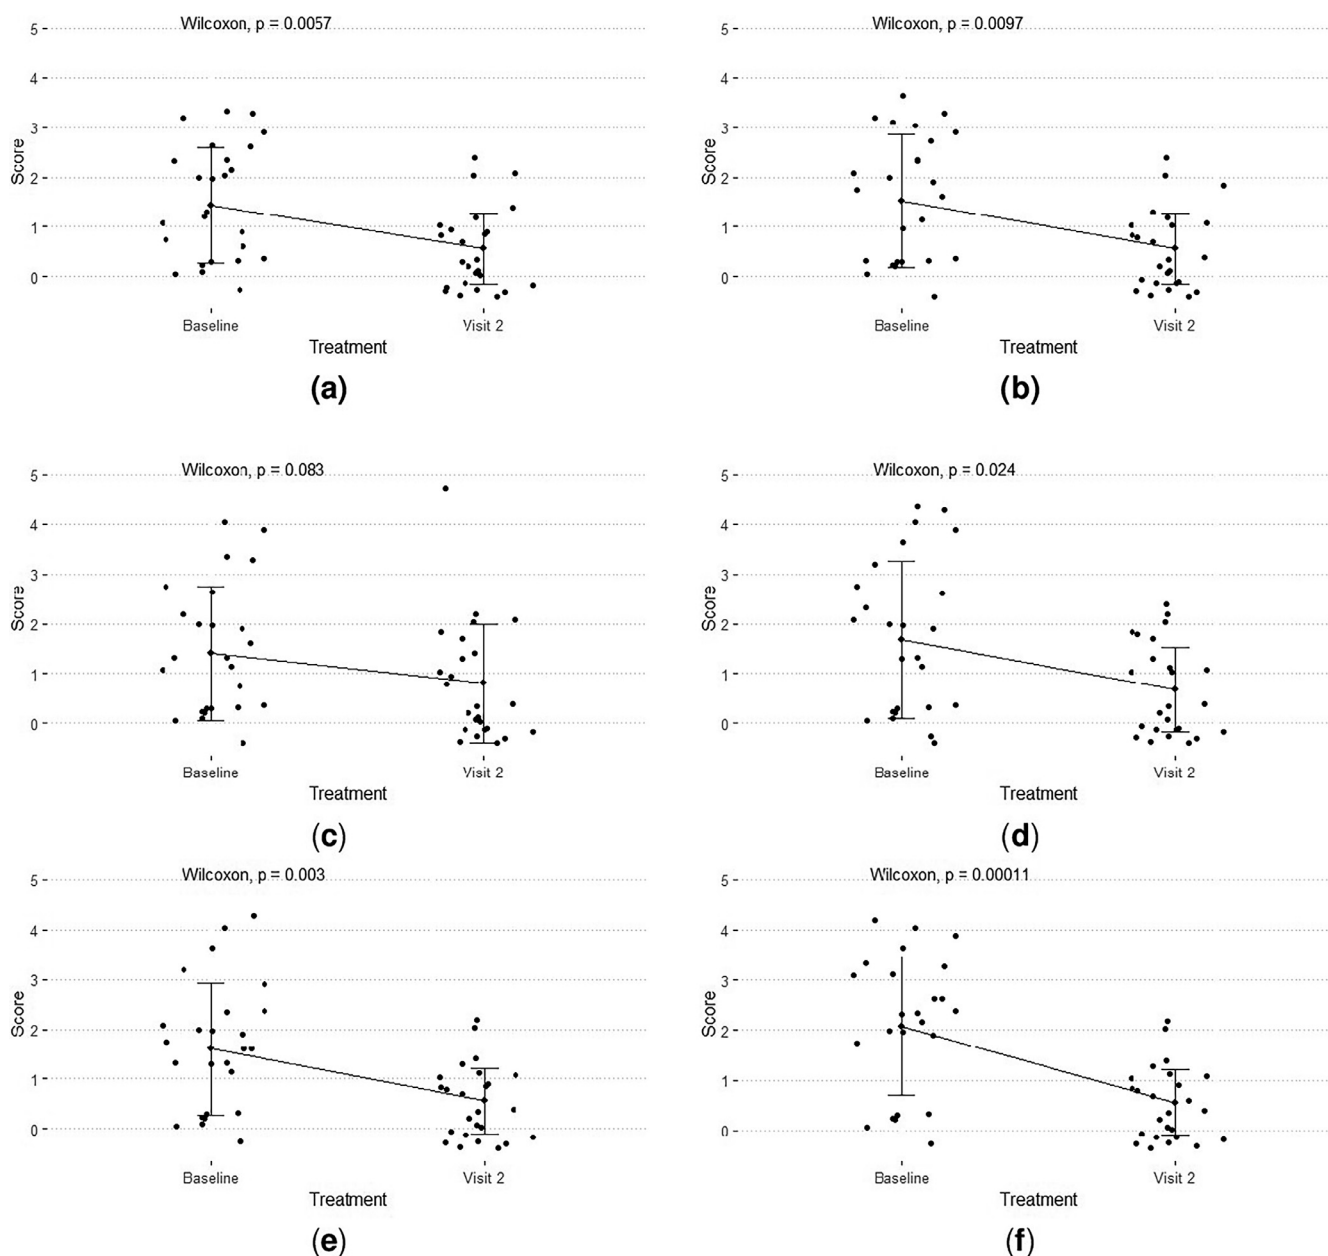 Wilcoxon, p = 0.0057
5
4
3
2
1
0
Score
Baseline Visit 2
Treatment
(a)
Wilcoxon, p = 0.0097
5
4
3
2
1
0
Score
Baseline Visit 2
Treatment
(b)
Wilcoxon, p = 0.083
5
4
3
2
1
0
Score
Baseline Visit 2
Treatment
(c)
Wilcoxon, p = 0.024
5
4
3
2
1
0
Score
Baseline Visit 2
Treatment
(d)
Wilcoxon, p = 0.003
5
4
3
2
1
0
Score
Baseline Visit 2
Treatment
(e)
Wilcoxon, p = 0.00011
5
4
3
2
1
0
Score
Baseline Visit 2
Treatment
(f)